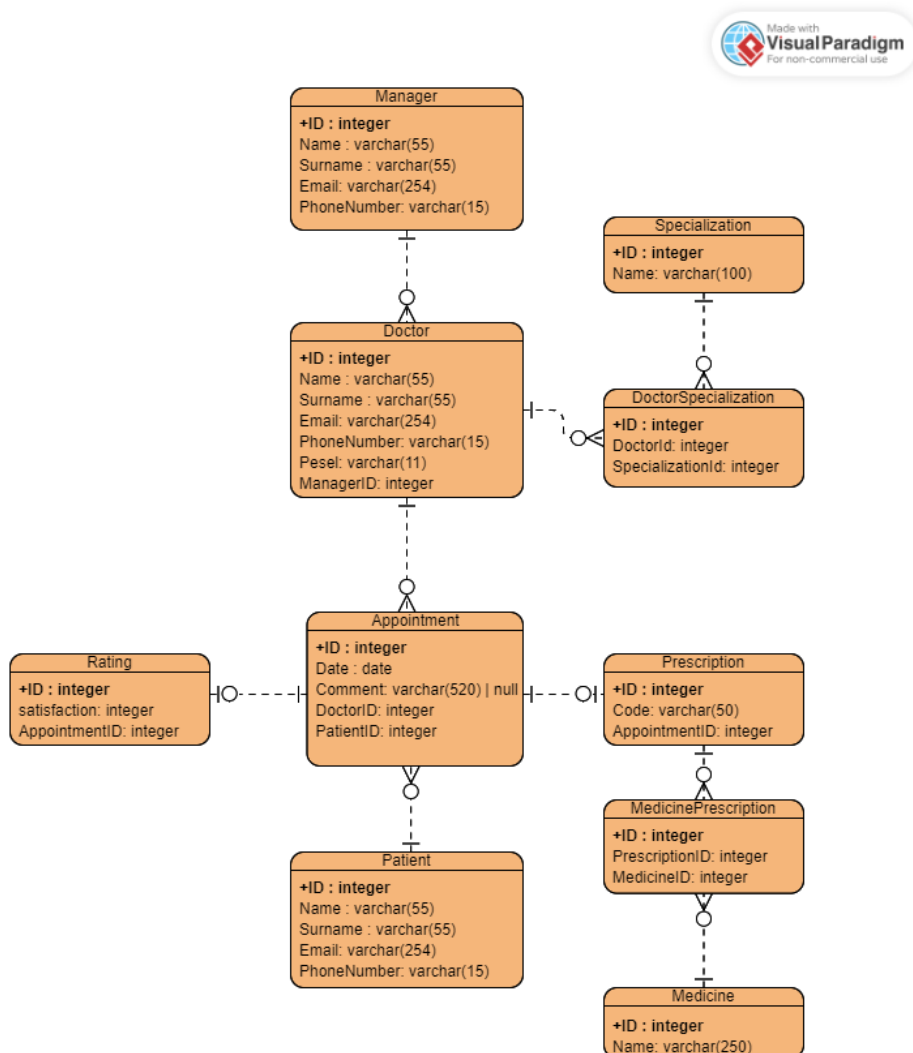 Made with
Visual Paradigm
For non-commercial use
Manager
+ID : integer
Name : varchar(55)
Surname : varchar(55)
Email: varchar(254)
PhoneNumber: varchar(15)
Specialization
+ID : integer
Name: varchar(100)
Doctor
+ID : integer
Name : varchar(55)
Surname : varchar(55)
Email: varchar(254)
PhoneNumber: varchar(15)
Pesel: varchar(11)
ManagerID: integer
DoctorSpecialization
+ID : integer
DoctorId: integer
SpecializationId: integer
Appointment
+ID : integer
Date : date
Comment: varchar(520) | null
DoctorID: integer
PatientID: integer
Rating
+ID : integer
satisfaction: integer
AppointmentID: integer
Prescription
+ID : integer
Code: varchar(50)
AppointmentID: integer
MedicinePrescription
+ID : integer
PrescriptionID: integer
MedicineID: integer
Patient
+ID : integer
Name : varchar(55)
Surname : varchar(55)
Email: varchar(254)
PhoneNumber: varchar(15)
Medicine
+ID : integer
Name: varchar(250)